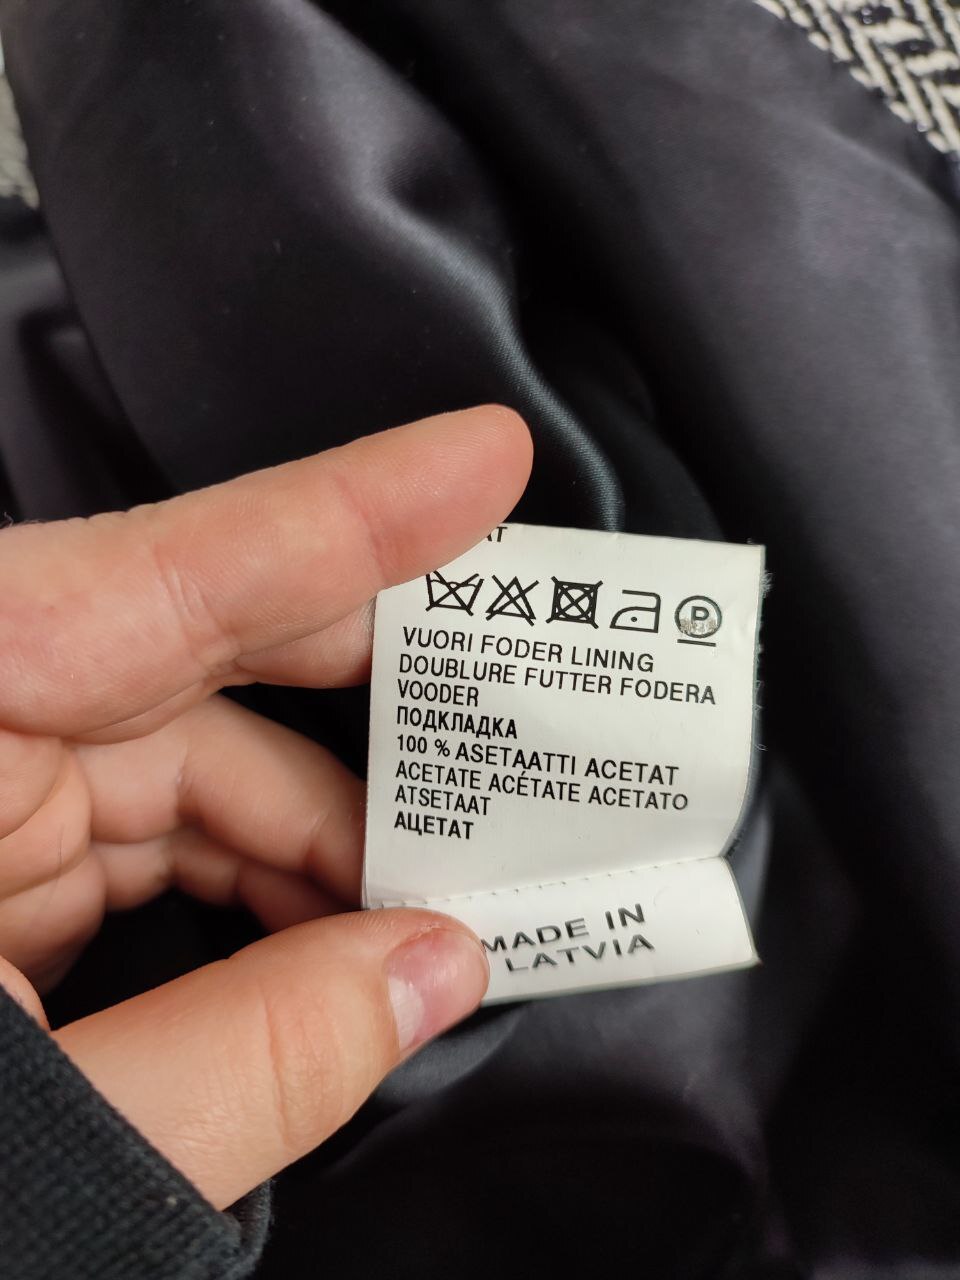 P
VUORI FODER LINING
DOUBLURE FUTTER FODERA
VOODER
ПОДКЛАДКА
100 % ASETAATTI ACETAT
ACETATE ACÉTATE ACETATO
ATSETAAT
АЦЕТАТ
MADE IN
LATVIA